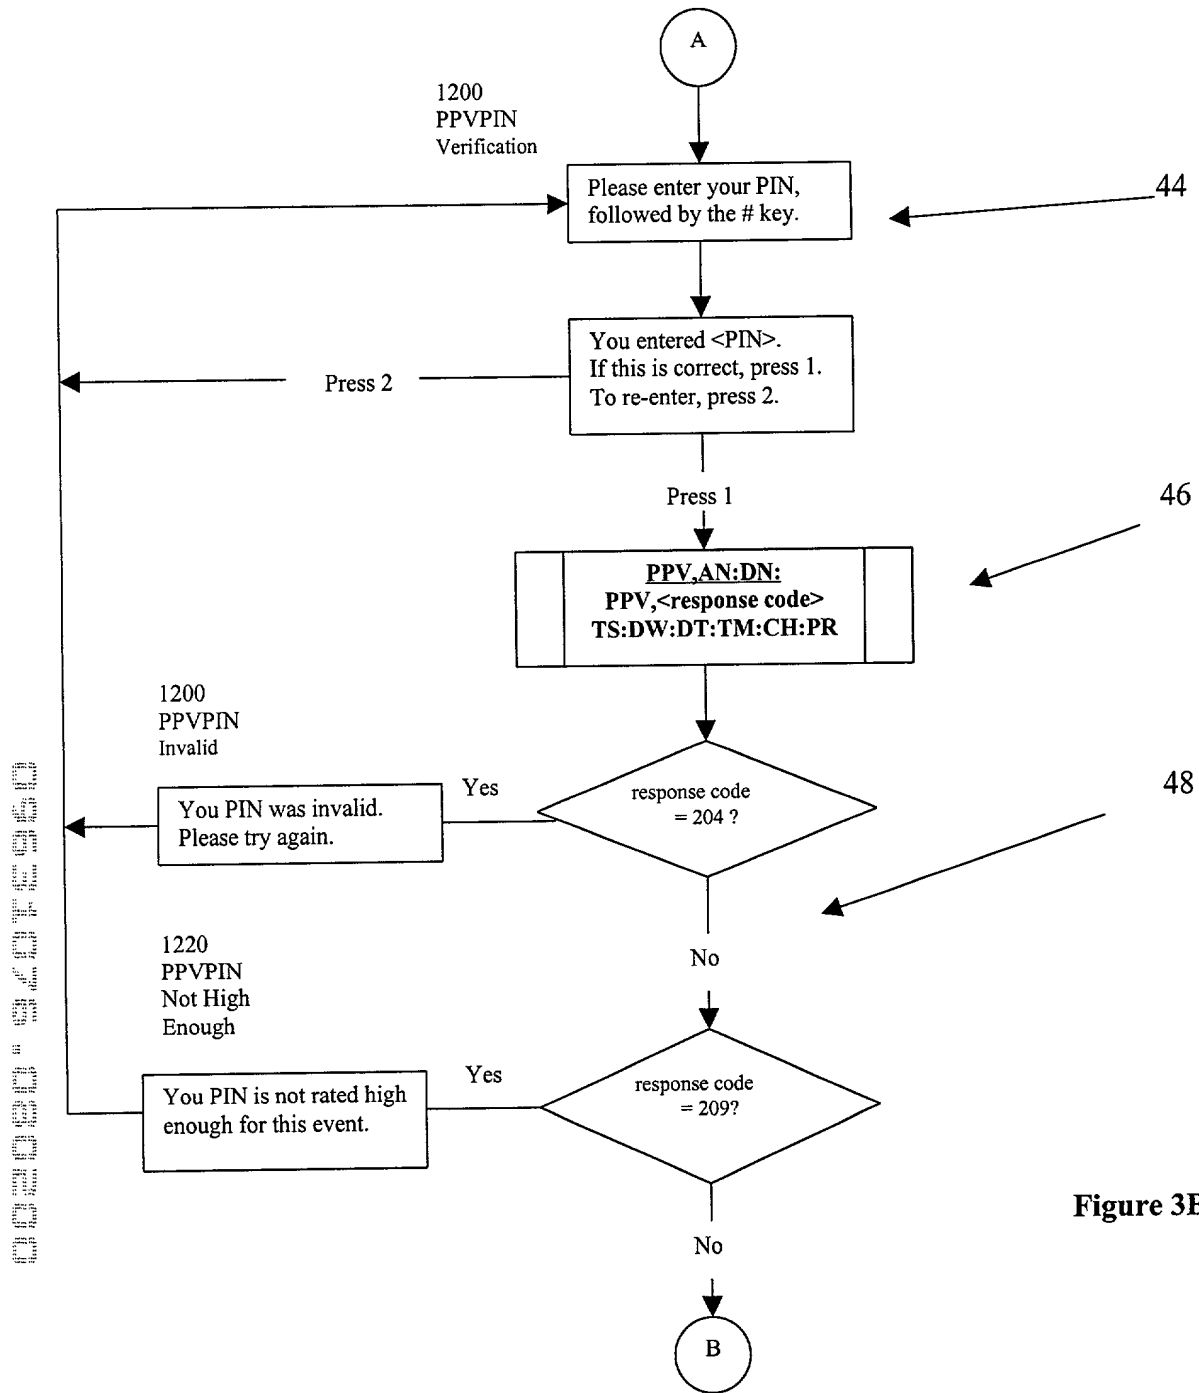 A
1200
PPVPIN
Verification
Please enter your PIN,
followed by the # key.
44
You entered <PIN>.
If this is correct, press 1.
To re-enter, press 2.
Press 2
Press 1
46
PPV,AN:DN:
PPV,<response code>
TS:DW:DT:TM:CH:PR
1200
PPVPIN
Invalid
You PIN was invalid.
Please try again.
Yes
response code
= 204 ?
48
No
1220
PPVPIN
Not High
Enough
You PIN is not rated high
enough for this event.
Yes
response code
= 209?
No
Figure 3B
B